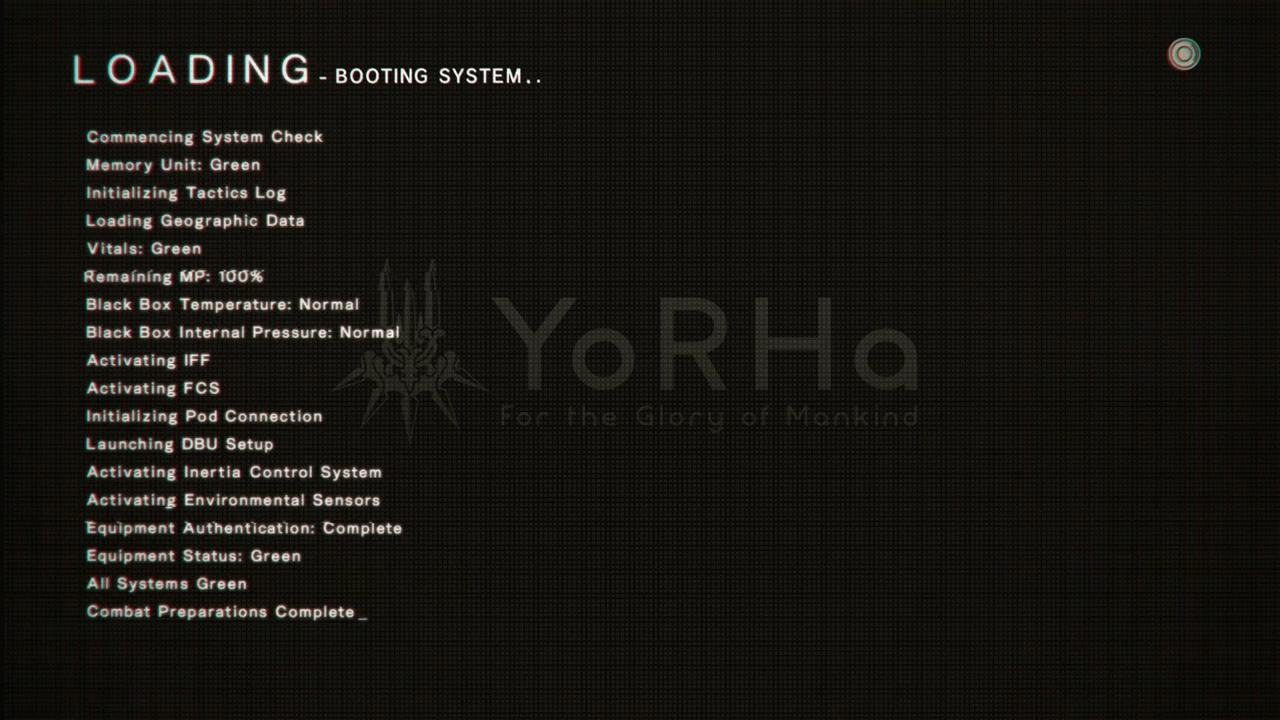 LOADING - BOOTING SYSTEM..
Commencing System Check
Memory Unit: Green
Initializing Tactics Log
Loading Geographic Data
Vitals: Green
Remaining MP: 100%
Black Box Temperature: Normal
Black Box Internal Pressure: Normal
Activating IFF
Activating FCS
Initializing Pod Connection
Launching DBU Setup
Activating Inertia Control System
Activating Environmental Sensors
Equipment Authentication: Complete
Equipment Status: Green
All Systems Green
Combat Preparations Complete_
YoRHa
For the Glory of Mankind